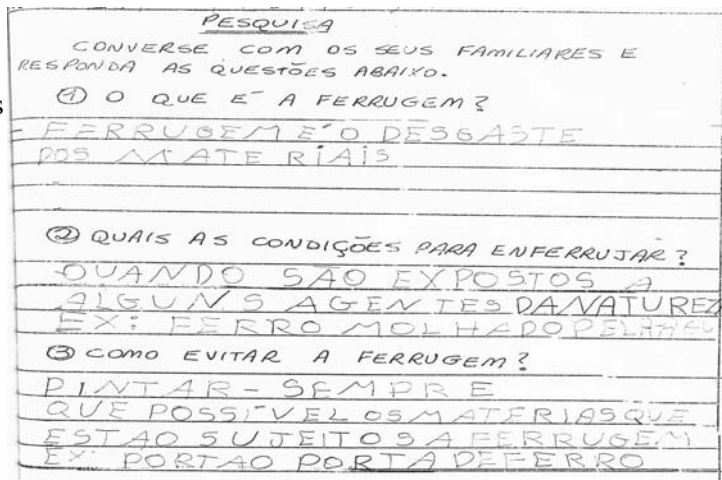 PESQUISA
CONVERSE COM OS SEUS FAMILIARES E
RESPONDA AS QUESTÕES ABAIXO.
① O QUE E´ A FERRUGEM?
FERRUGEM E´ O DESGASTE
DOS MATERIAIS
② QUAIS AS CONDIÇÕES PARA ENFERRUJAR?
QUANDO SÃO EXPOSTOS A
ALGUNS AGENTES DA NATUREZ
EX: FERRO MOLHADO PELA
③ COMO EVITAR A FERRUGEM?
PINTAR - SEMPRE
QUE POSSÍVEL OS MATERIAS QUE
ESTAO SUJEITOS A FERRUGEM
EX: PORTAO PORTA DE FERRO